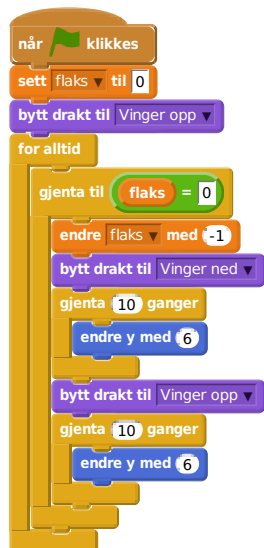 når klikkes
sett flaks til 0
bytt drakt til Vinger opp
for alltid
gjenta til flaks = 0
endre flaks med -1
bytt drakt til Vinger ned
gjenta 10 ganger
endre y med 6
bytt drakt til Vinger opp
gjenta 10 ganger
endre y med 6